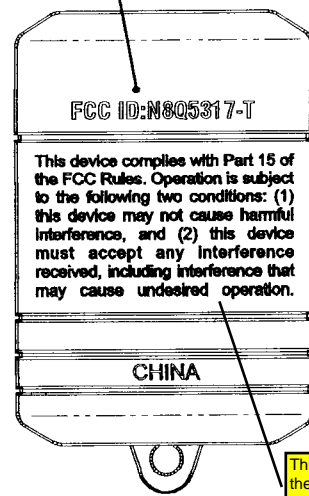 FCC ID:N8Q5317-T
This device complies with Part 15 of
the FCC Rules. Operation is subject
to the following two conditions: (1)
this device may not cause harmful
interference, and (2) this device
must accept any interference
received, including interference that
may cause undesired operation.
CHINA
Th
the